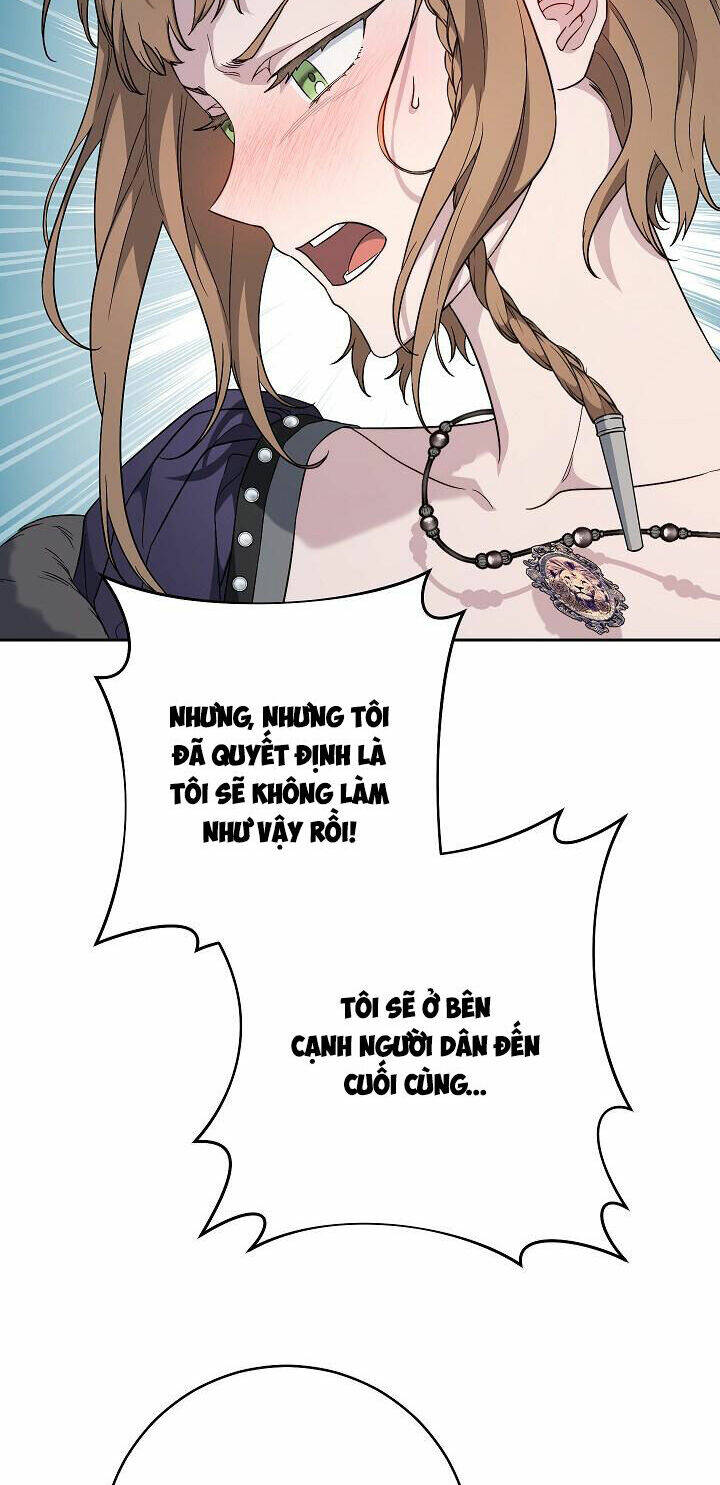 NHƯNG, NHƯNG TÔI
ĐÃ QUYẾT ĐỊNH LÀ
TÔI SẼ KHÔNG LÀM
NHƯ VẬY RỒI!
TÔI SẼ Ở BÊN
CẠNH NGƯỜI DÂN ĐẾN
CUỐI CÙNG...